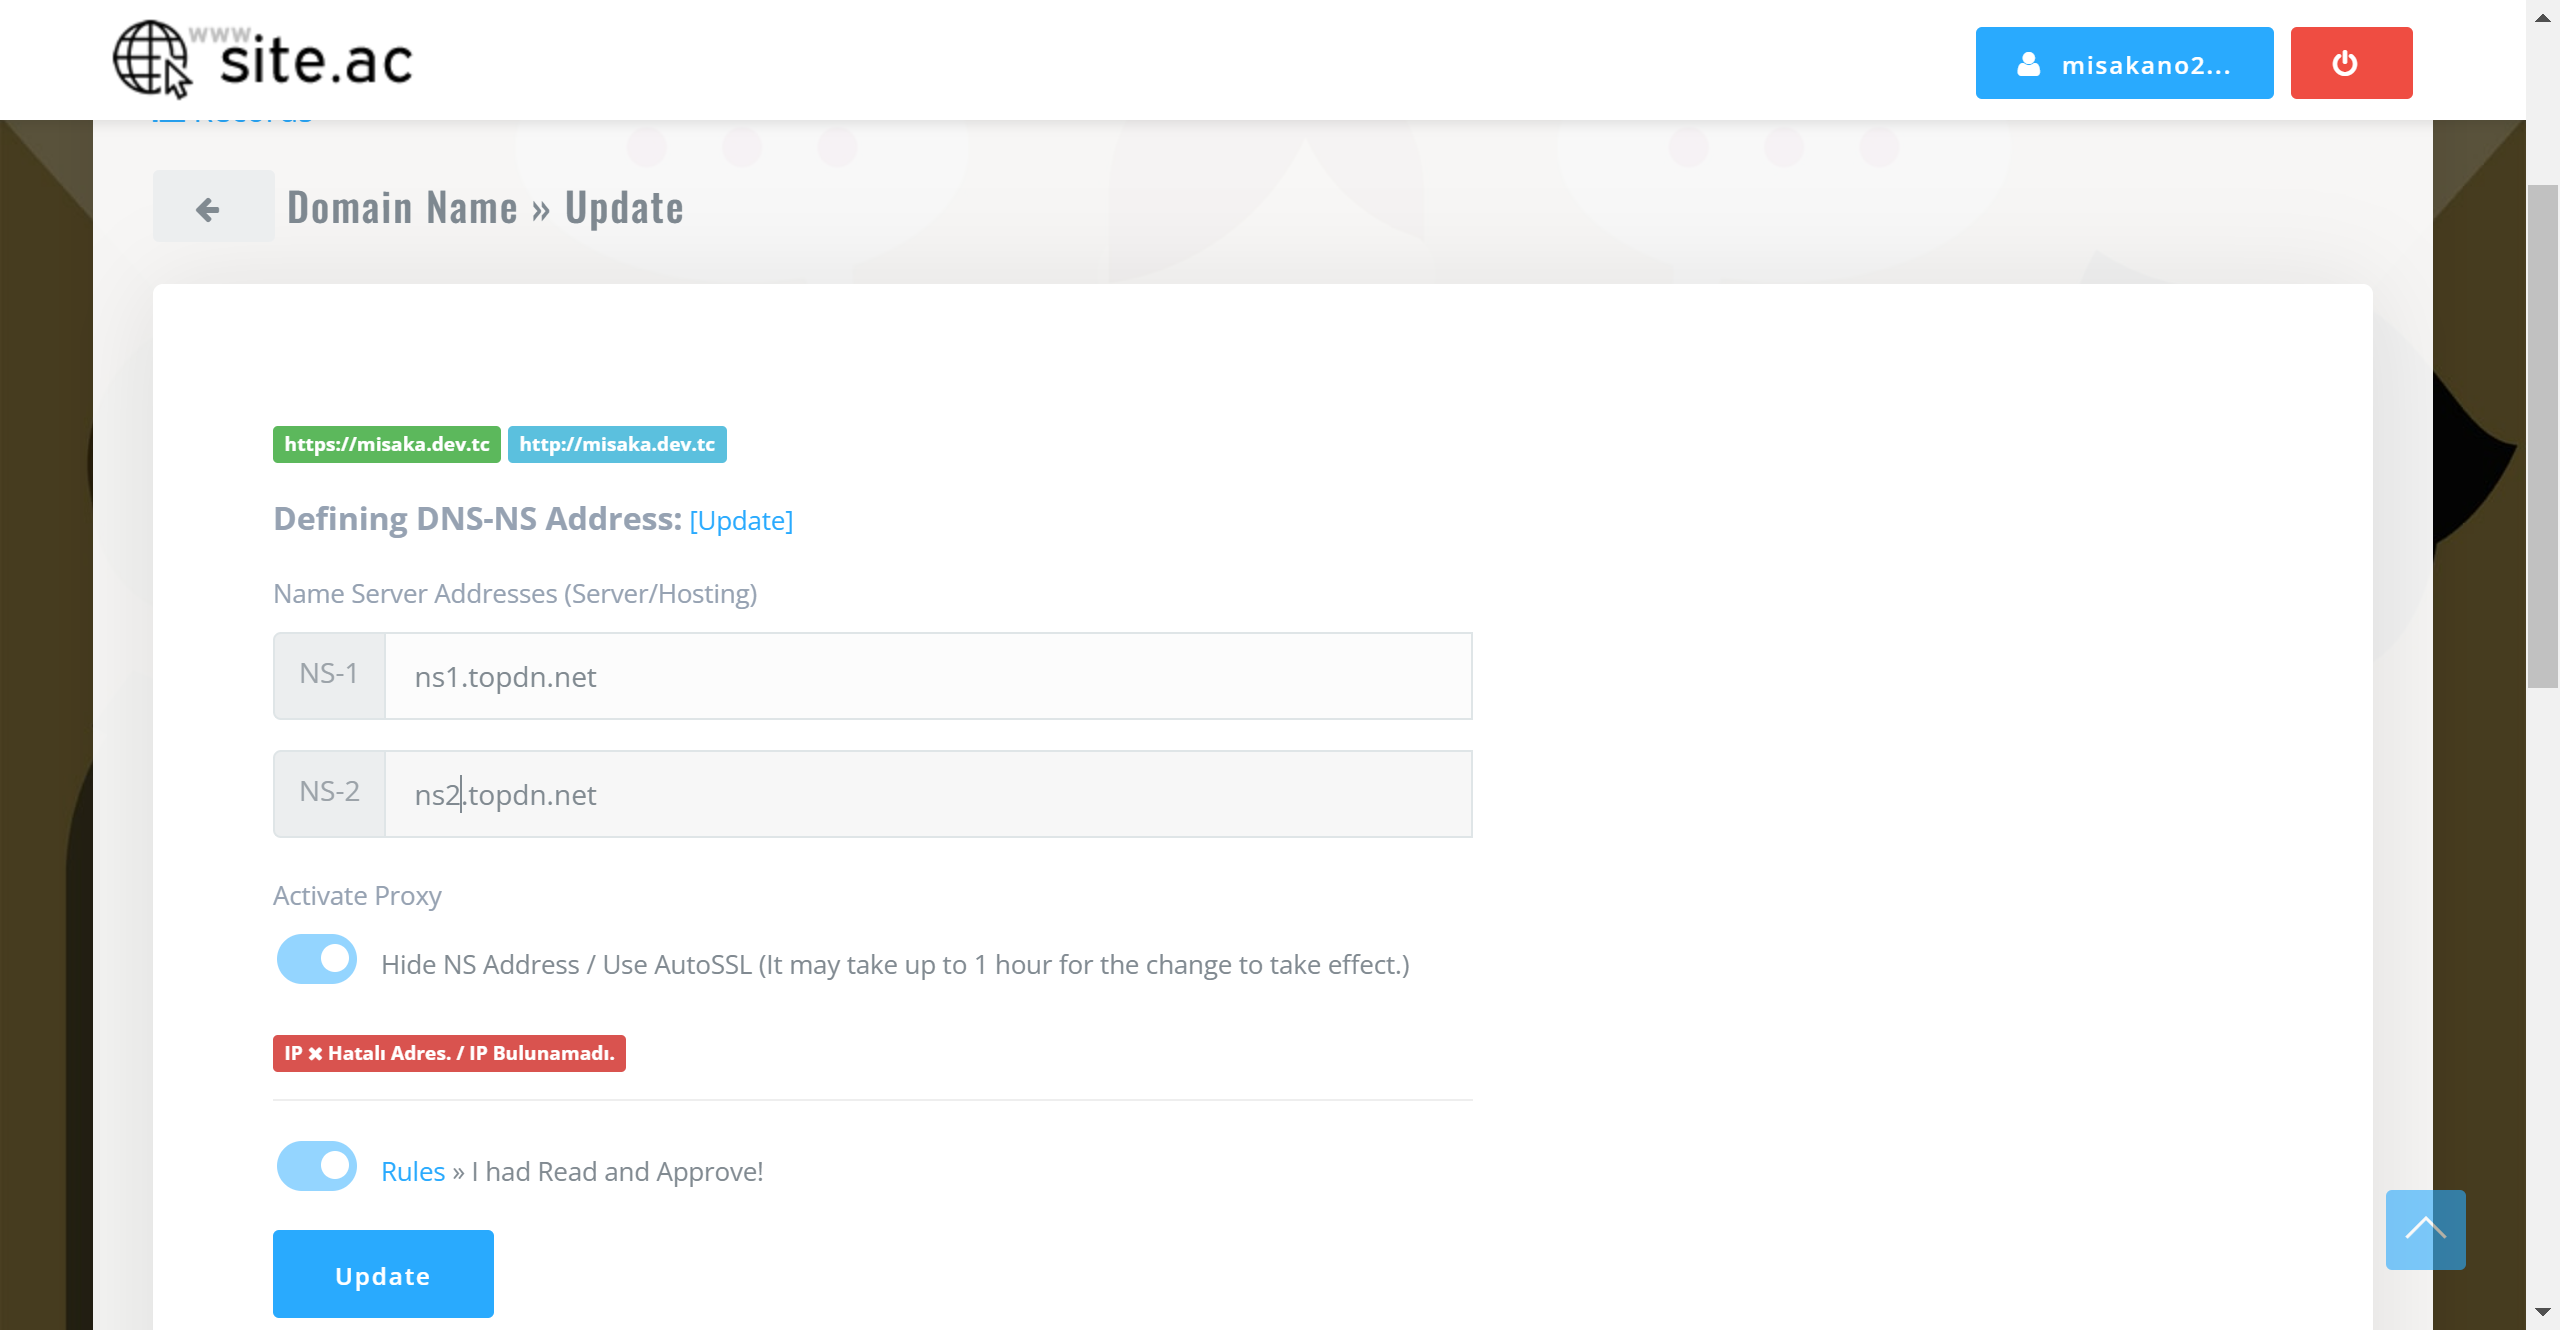 www
site.ac
misakano2...
Records
Domain Name » Update
https://misaka.dev.tc http://misaka.dev.tc
Defining DNS-NS Address: [Update]
Name Server Addresses (Server/Hosting)
NS-1 ns1.topdn.net
NS-2 ns2.topdn.net
Activate Proxy
Hide NS Address / Use AutoSSL (It may take up to 1 hour for the change to take effect.)
IP ✖ Hatalı Adres. / IP Bulunamadı.
Rules » I had Read and Approve!
Update